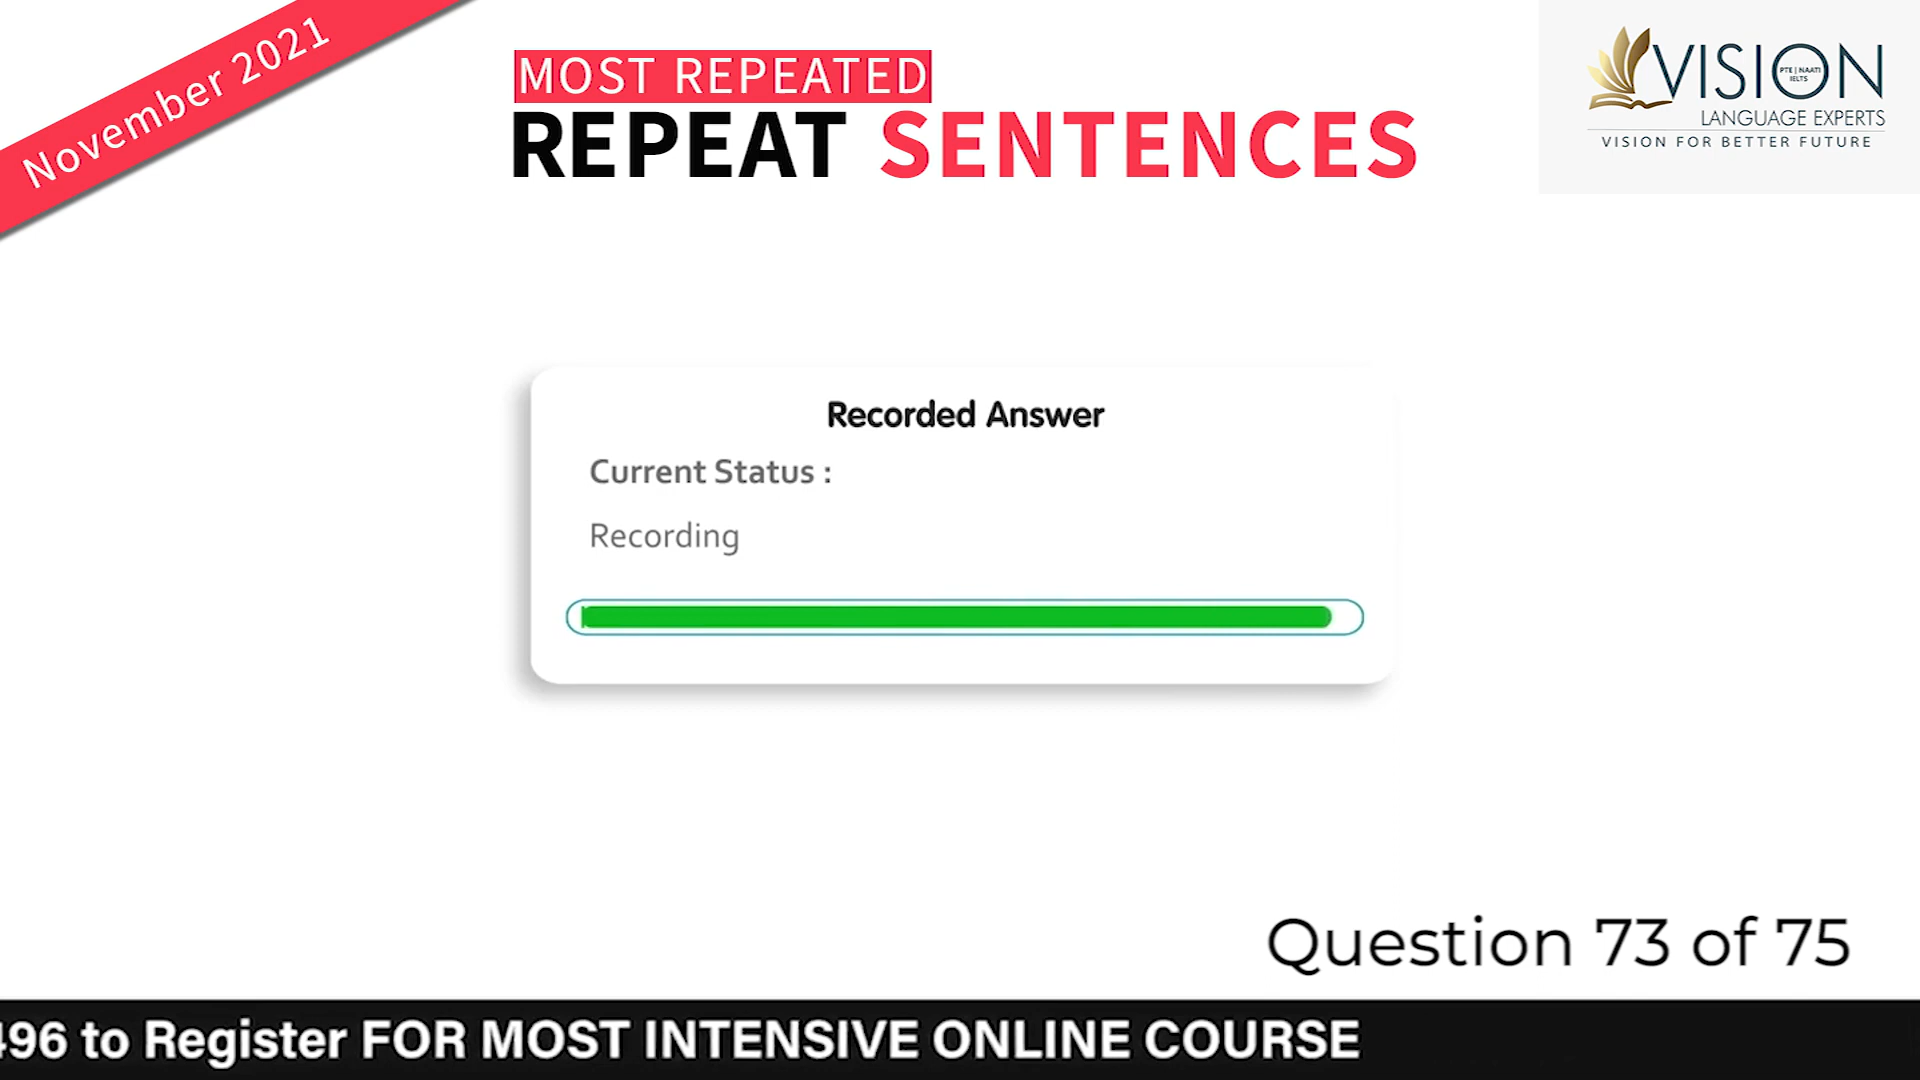 November 2021
MOST REPEATED
REPEAT SENTENCES
VISION
PTE | NAATI
IELTS
LANGUAGE EXPERTS
VISION FOR BETTER FUTURE
Recorded Answer
Current Status :
Recording
Question 73 of 75
496 to Register FOR MOST INTENSIVE ONLINE COURSE